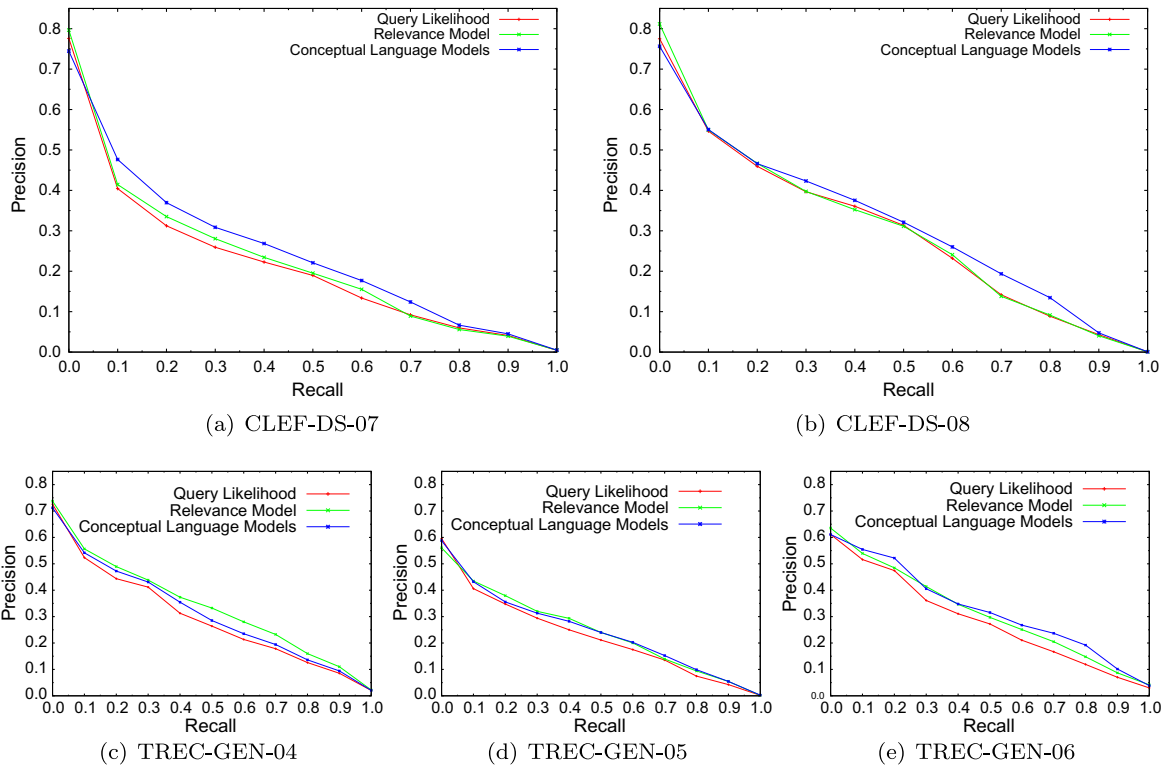 Query Likelihood
Relevance Model
Conceptual Language Models
0.8
0.7
0.6
0.5
0.4
0.3
0.2
0.1
0.0
Precision
0.0 0.1 0.2 0.3 0.4 0.5 0.6 0.7 0.8 0.9 1.0
Recall
(a) CLEF-DS-07
Query Likelihood
Relevance Model
Conceptual Language Models
0.8
0.7
0.6
0.5
0.4
0.3
0.2
0.1
0.0
Precision
0.0 0.1 0.2 0.3 0.4 0.5 0.6 0.7 0.8 0.9 1.0
Recall
(b) CLEF-DS-08
Query Likelihood
Relevance Model
Conceptual Language Models
0.8
0.7
0.6
0.5
0.4
0.3
0.2
0.1
0.0
Precision
0.0 0.1 0.2 0.3 0.4 0.5 0.6 0.7 0.8 0.9 1.0
Recall
(c) TREC-GEN-04
Query Likelihood
Relevance Model
Conceptual Language Models
0.8
0.7
0.6
0.5
0.4
0.3
0.2
0.1
0.0
Precision
0.0 0.1 0.2 0.3 0.4 0.5 0.6 0.7 0.8 0.9 1.0
Recall
(d) TREC-GEN-05
Query Likelihood
Relevance Model
Conceptual Language Models
0.8
0.7
0.6
0.5
0.4
0.3
0.2
0.1
0.0
Precision
0.0 0.1 0.2 0.3 0.4 0.5 0.6 0.7 0.8 0.9 1.0
Recall
(e) TREC-GEN-06